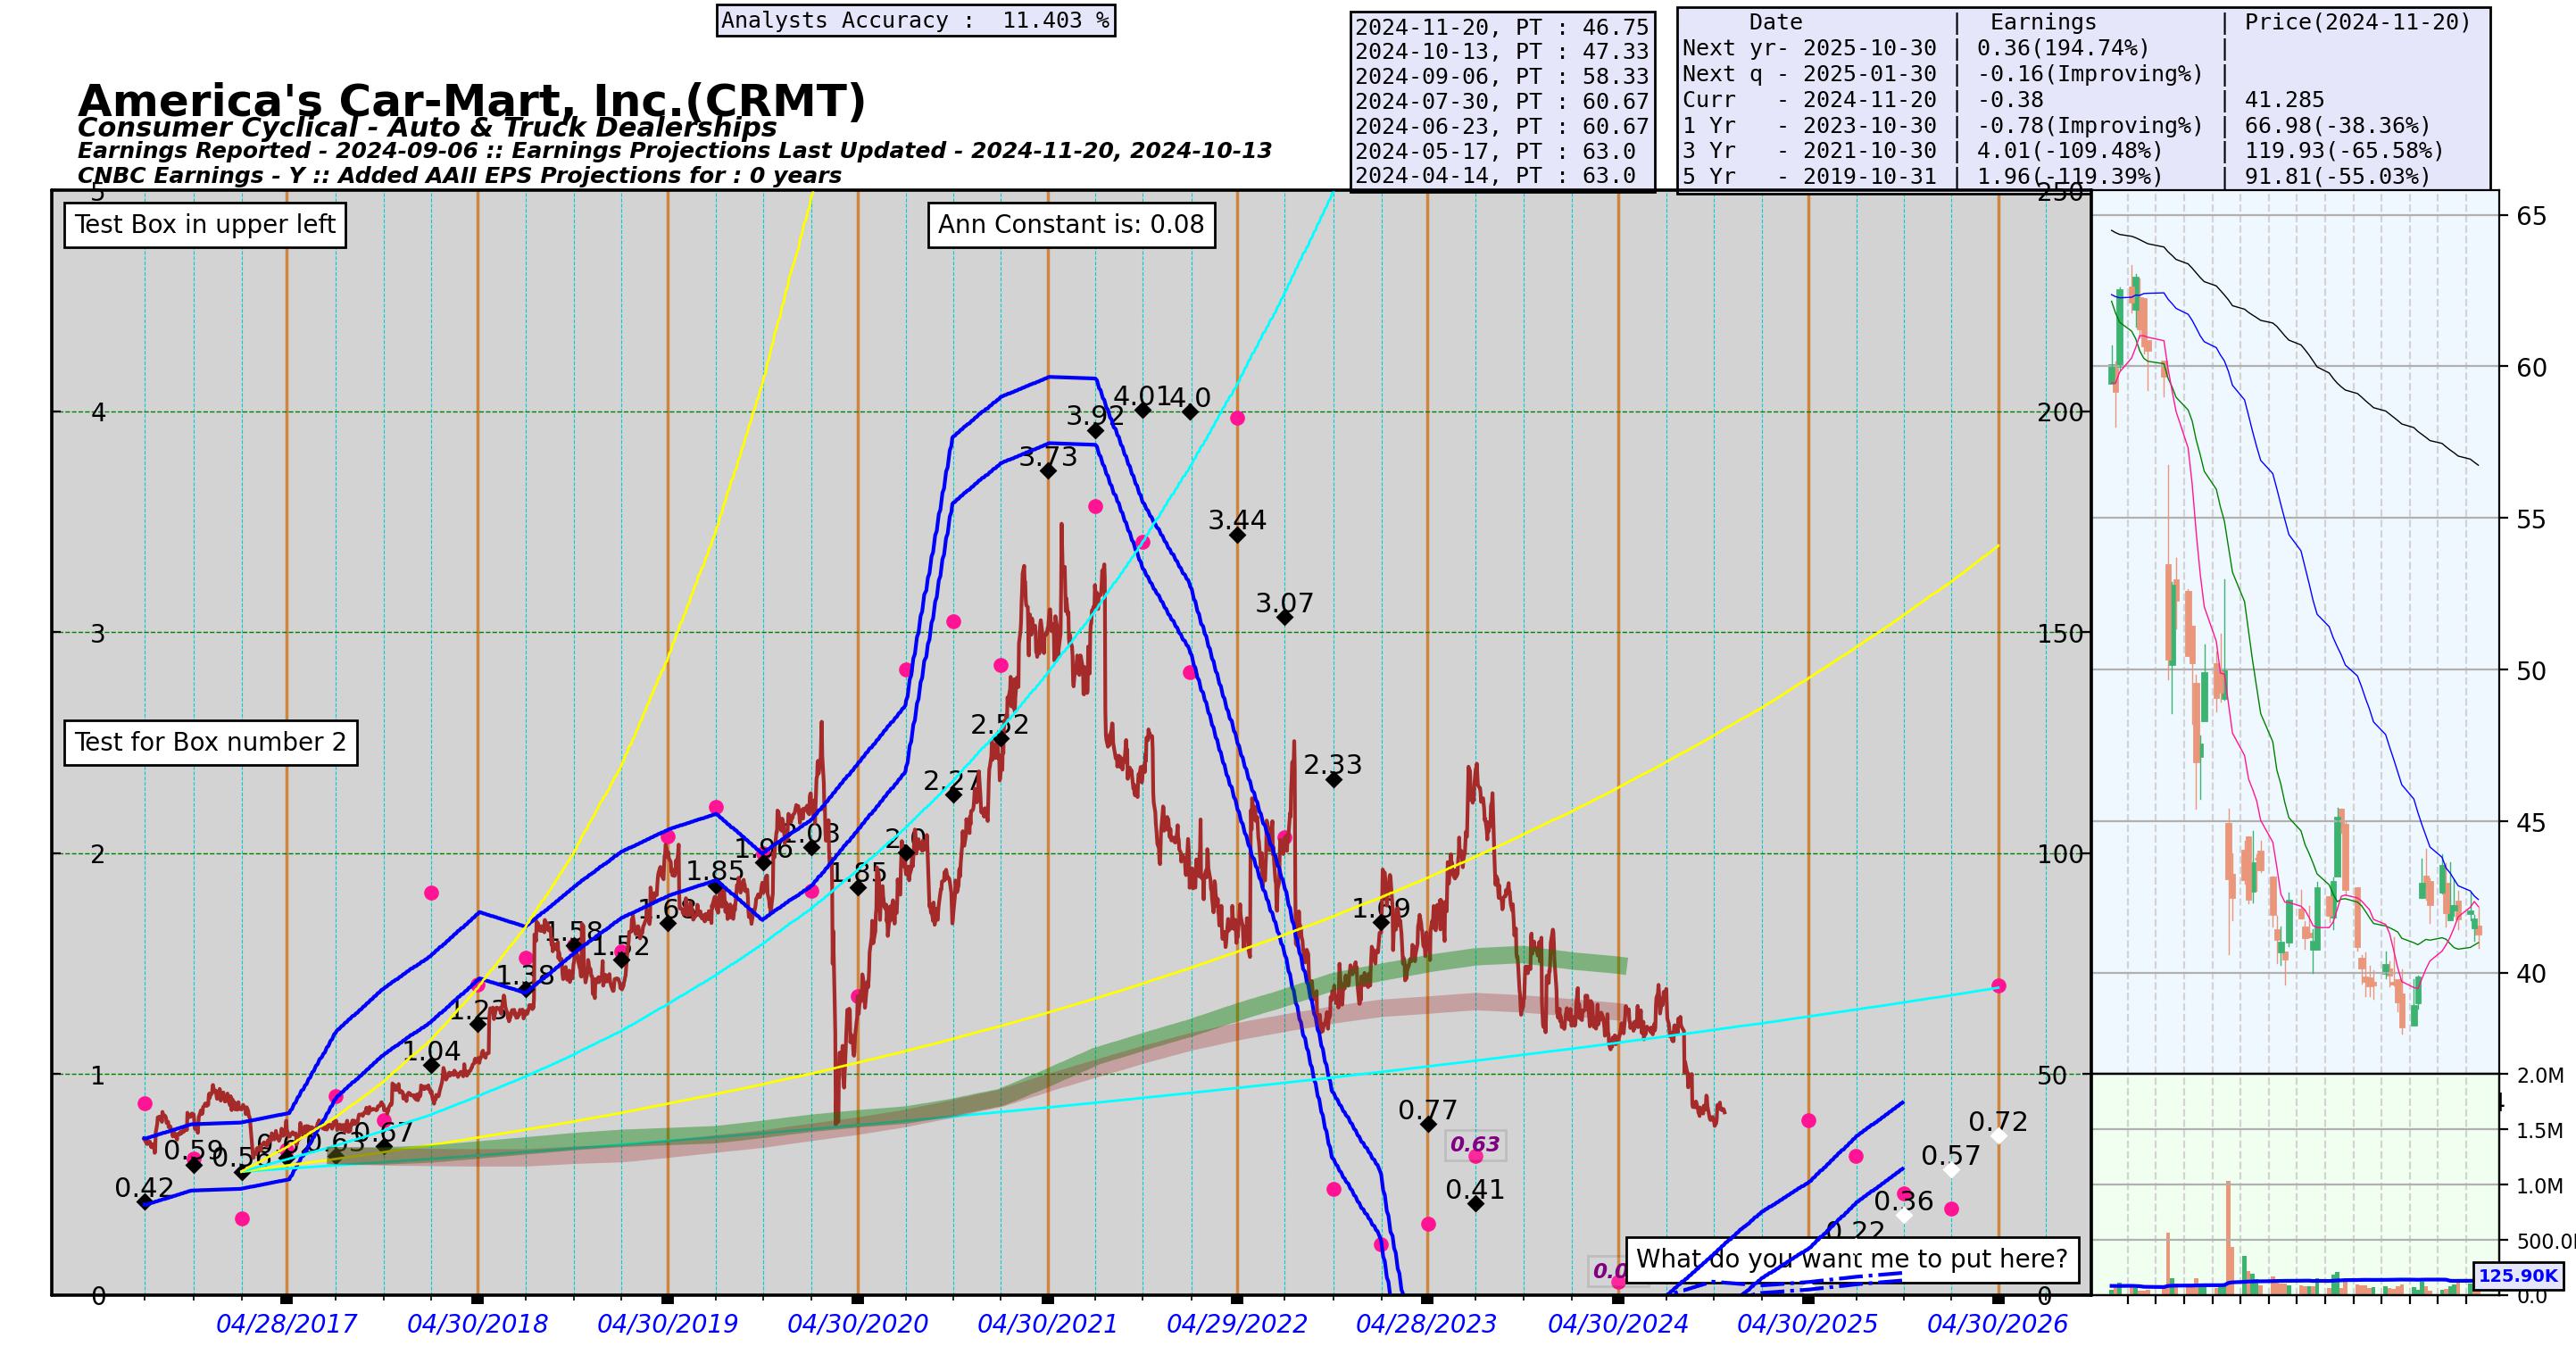 Analysts Accuracy :  11.403 %
2024-11-20, PT : 46.75
2024-10-13, PT : 47.33
2024-09-06, PT : 58.33
2024-07-30, PT : 60.67
2024-06-23, PT : 60.67
2024-05-17, PT : 63.0
2024-04-14, PT : 63.0
Date | Earnings | Price(2024-11-20)
Next yr- 2025-10-30 | 0.36(194.74%) |
Next q - 2025-01-30 | -0.16(Improving%) |
Curr - 2024-11-20 | -0.38 | 41.285
1 Yr - 2023-10-30 | -0.78(Improving%) | 66.98(-38.36%)
3 Yr - 2021-10-30 | 4.01(-109.48%) | 119.93(-65.58%)
5 Yr - 2019-10-31 | 1.96(-119.39%) | 91.81(-55.03%)
America's Car-Mart, Inc.(CRMT)
Consumer Cyclical - Auto & Truck Dealerships
Earnings Reported - 2024-09-06 :: Earnings Projections Last Updated - 2024-11-20, 2024-10-13
CNBC Earnings - Y :: Added AAII EPS Projections for : 0 years
Test Box in upper left
Ann Constant is: 0.08
Test for Box number 2
What do you want me to put here?
5
4
3
2
1
0
250
200
150
100
50
0
65
60
55
50
45
40
2.0M
1.5M
1.0M
500.0
125.90K
0.0
0.42
0.59
0.56
0.63
0.67
1.04
1.23
1.38
1.58
1.52
1.68
1.85
1.96
2.03
1.85
2.0
2.27
2.52
3.73
3.92
4.01
4.0
3.44
3.07
2.33
1.69
0.77
0.63
0.41
0.22
0.36
0.57
0.72
04/28/2017
04/30/2018
04/30/2019
04/30/2020
04/30/2021
04/29/2022
04/28/2023
04/30/2024
04/30/2025
04/30/2026